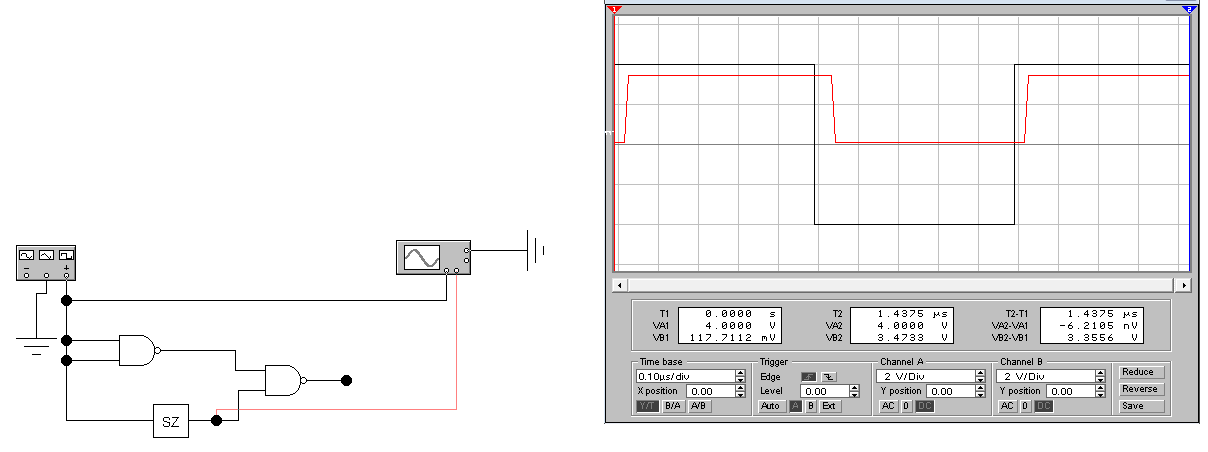 1
2
T1 0.0000 s
VA1 4.0000 V
VB1 117.7112 mV
T2 1.4375 µs
VA2 4.0000 V
VB2 3.4733 V
T2-T1 1.4375 µs
VA2-VA1 -6.2105 nV
VB2-VB1 3.3556 V
Time base
0.10µs/div
X position 0.00
Y/T B/A A/B
Trigger
Edge
Level 0.00
Auto A B Ext
Channel A
2 V/Div
Y position 0.00
AC 0 DC
Channel B
2 V/Div
Y position 0.00
AC 0 DC
Reduce
Reverse
Save
− +
SZ